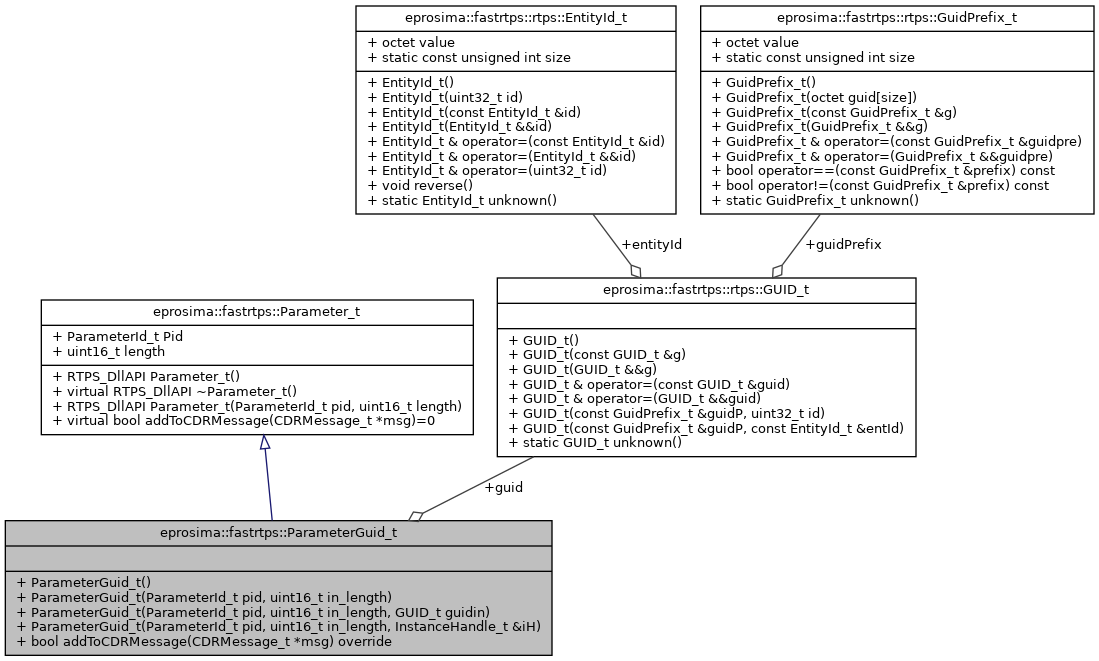 eprosima::fastrtps::rtps::EntityId_t
+ octet value
+ static const unsigned int size
+ EntityId_t()
+ EntityId_t(uint32_t id)
+ EntityId_t(const EntityId_t &id)
+ EntityId_t(EntityId_t &&id)
+ EntityId_t & operator=(const EntityId_t &id)
+ EntityId_t & operator=(EntityId_t &&id)
+ EntityId_t & operator=(uint32_t id)
+ void reverse()
+ static EntityId_t unknown()
eprosima::fastrtps::rtps::GuidPrefix_t
+ octet value
+ static const unsigned int size
+ GuidPrefix_t()
+ GuidPrefix_t(octet guid[size])
+ GuidPrefix_t(const GuidPrefix_t &g)
+ GuidPrefix_t(GuidPrefix_t &&g)
+ GuidPrefix_t & operator=(const GuidPrefix_t &guidpre)
+ GuidPrefix_t & operator=(GuidPrefix_t &&guidpre)
+ bool operator==(const GuidPrefix_t &prefix) const
+ bool operator!=(const GuidPrefix_t &prefix) const
+ static GuidPrefix_t unknown()
+entityId
+guidPrefix
eprosima::fastrtps::Parameter_t
+ ParameterId_t Pid
+ uint16_t length
+ RTPS_DllAPI Parameter_t()
+ virtual RTPS_DllAPI ~Parameter_t()
+ RTPS_DllAPI Parameter_t(ParameterId_t pid, uint16_t length)
+ virtual bool addToCDRMessage(CDRMessage_t *msg)=0
eprosima::fastrtps::rtps::GUID_t
+ GUID_t()
+ GUID_t(const GUID_t &g)
+ GUID_t(GUID_t &&g)
+ GUID_t & operator=(const GUID_t &guid)
+ GUID_t & operator=(GUID_t &&guid)
+ GUID_t(const GuidPrefix_t &guidP, uint32_t id)
+ GUID_t(const GuidPrefix_t &guidP, const EntityId_t &entId)
+ static GUID_t unknown()
+guid
eprosima::fastrtps::ParameterGuid_t
+ ParameterGuid_t()
+ ParameterGuid_t(ParameterId_t pid, uint16_t in_length)
+ ParameterGuid_t(ParameterId_t pid, uint16_t in_length, GUID_t guidin)
+ ParameterGuid_t(ParameterId_t pid, uint16_t in_length, InstanceHandle_t &iH)
+ bool addToCDRMessage(CDRMessage_t *msg) override